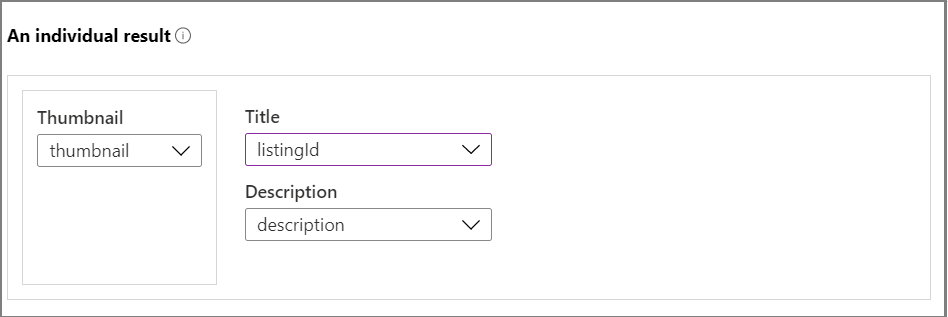 An individual result
Thumbnail
thumbnail
Title
listingId
Description
description